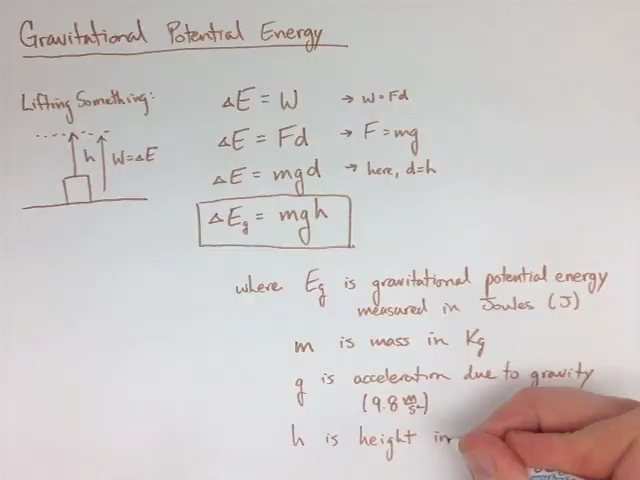 Gravitational Potential Energy
Lifting Something:
h W=ΔE
ΔE = W → W=Fd
ΔE = Fd → F=mg
ΔE = mgd → here, d=h
ΔEg = mgh
where Eg is gravitational potential energy
measured in Joules (J)
m is mass in Kg
g is acceleration due to gravity
(9.8 m/s²)
h is height in